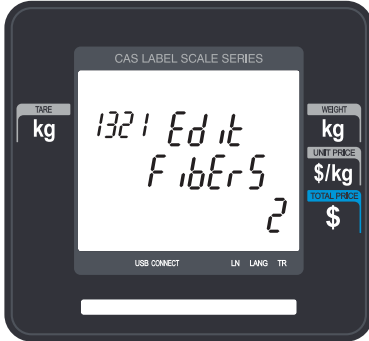 CAS LABEL SCALE SERIES
TARE
kg
1321 Edit
FibErS
2
WEIGHT
kg
UNIT PRICE
$/kg
TOTAL PRICE
$
USB CONNECT LN LANG TR